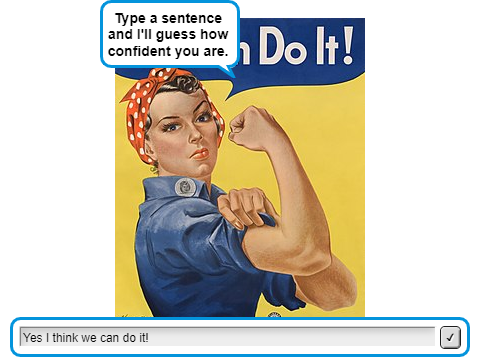 Type a sentence
and I'll guess how
confident you are.
Do It!
Yes I think we can do it!